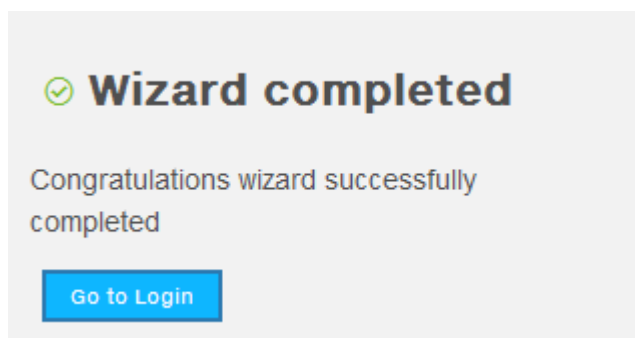 Wizard completed
Congratulations wizard successfully
completed
Go to Login